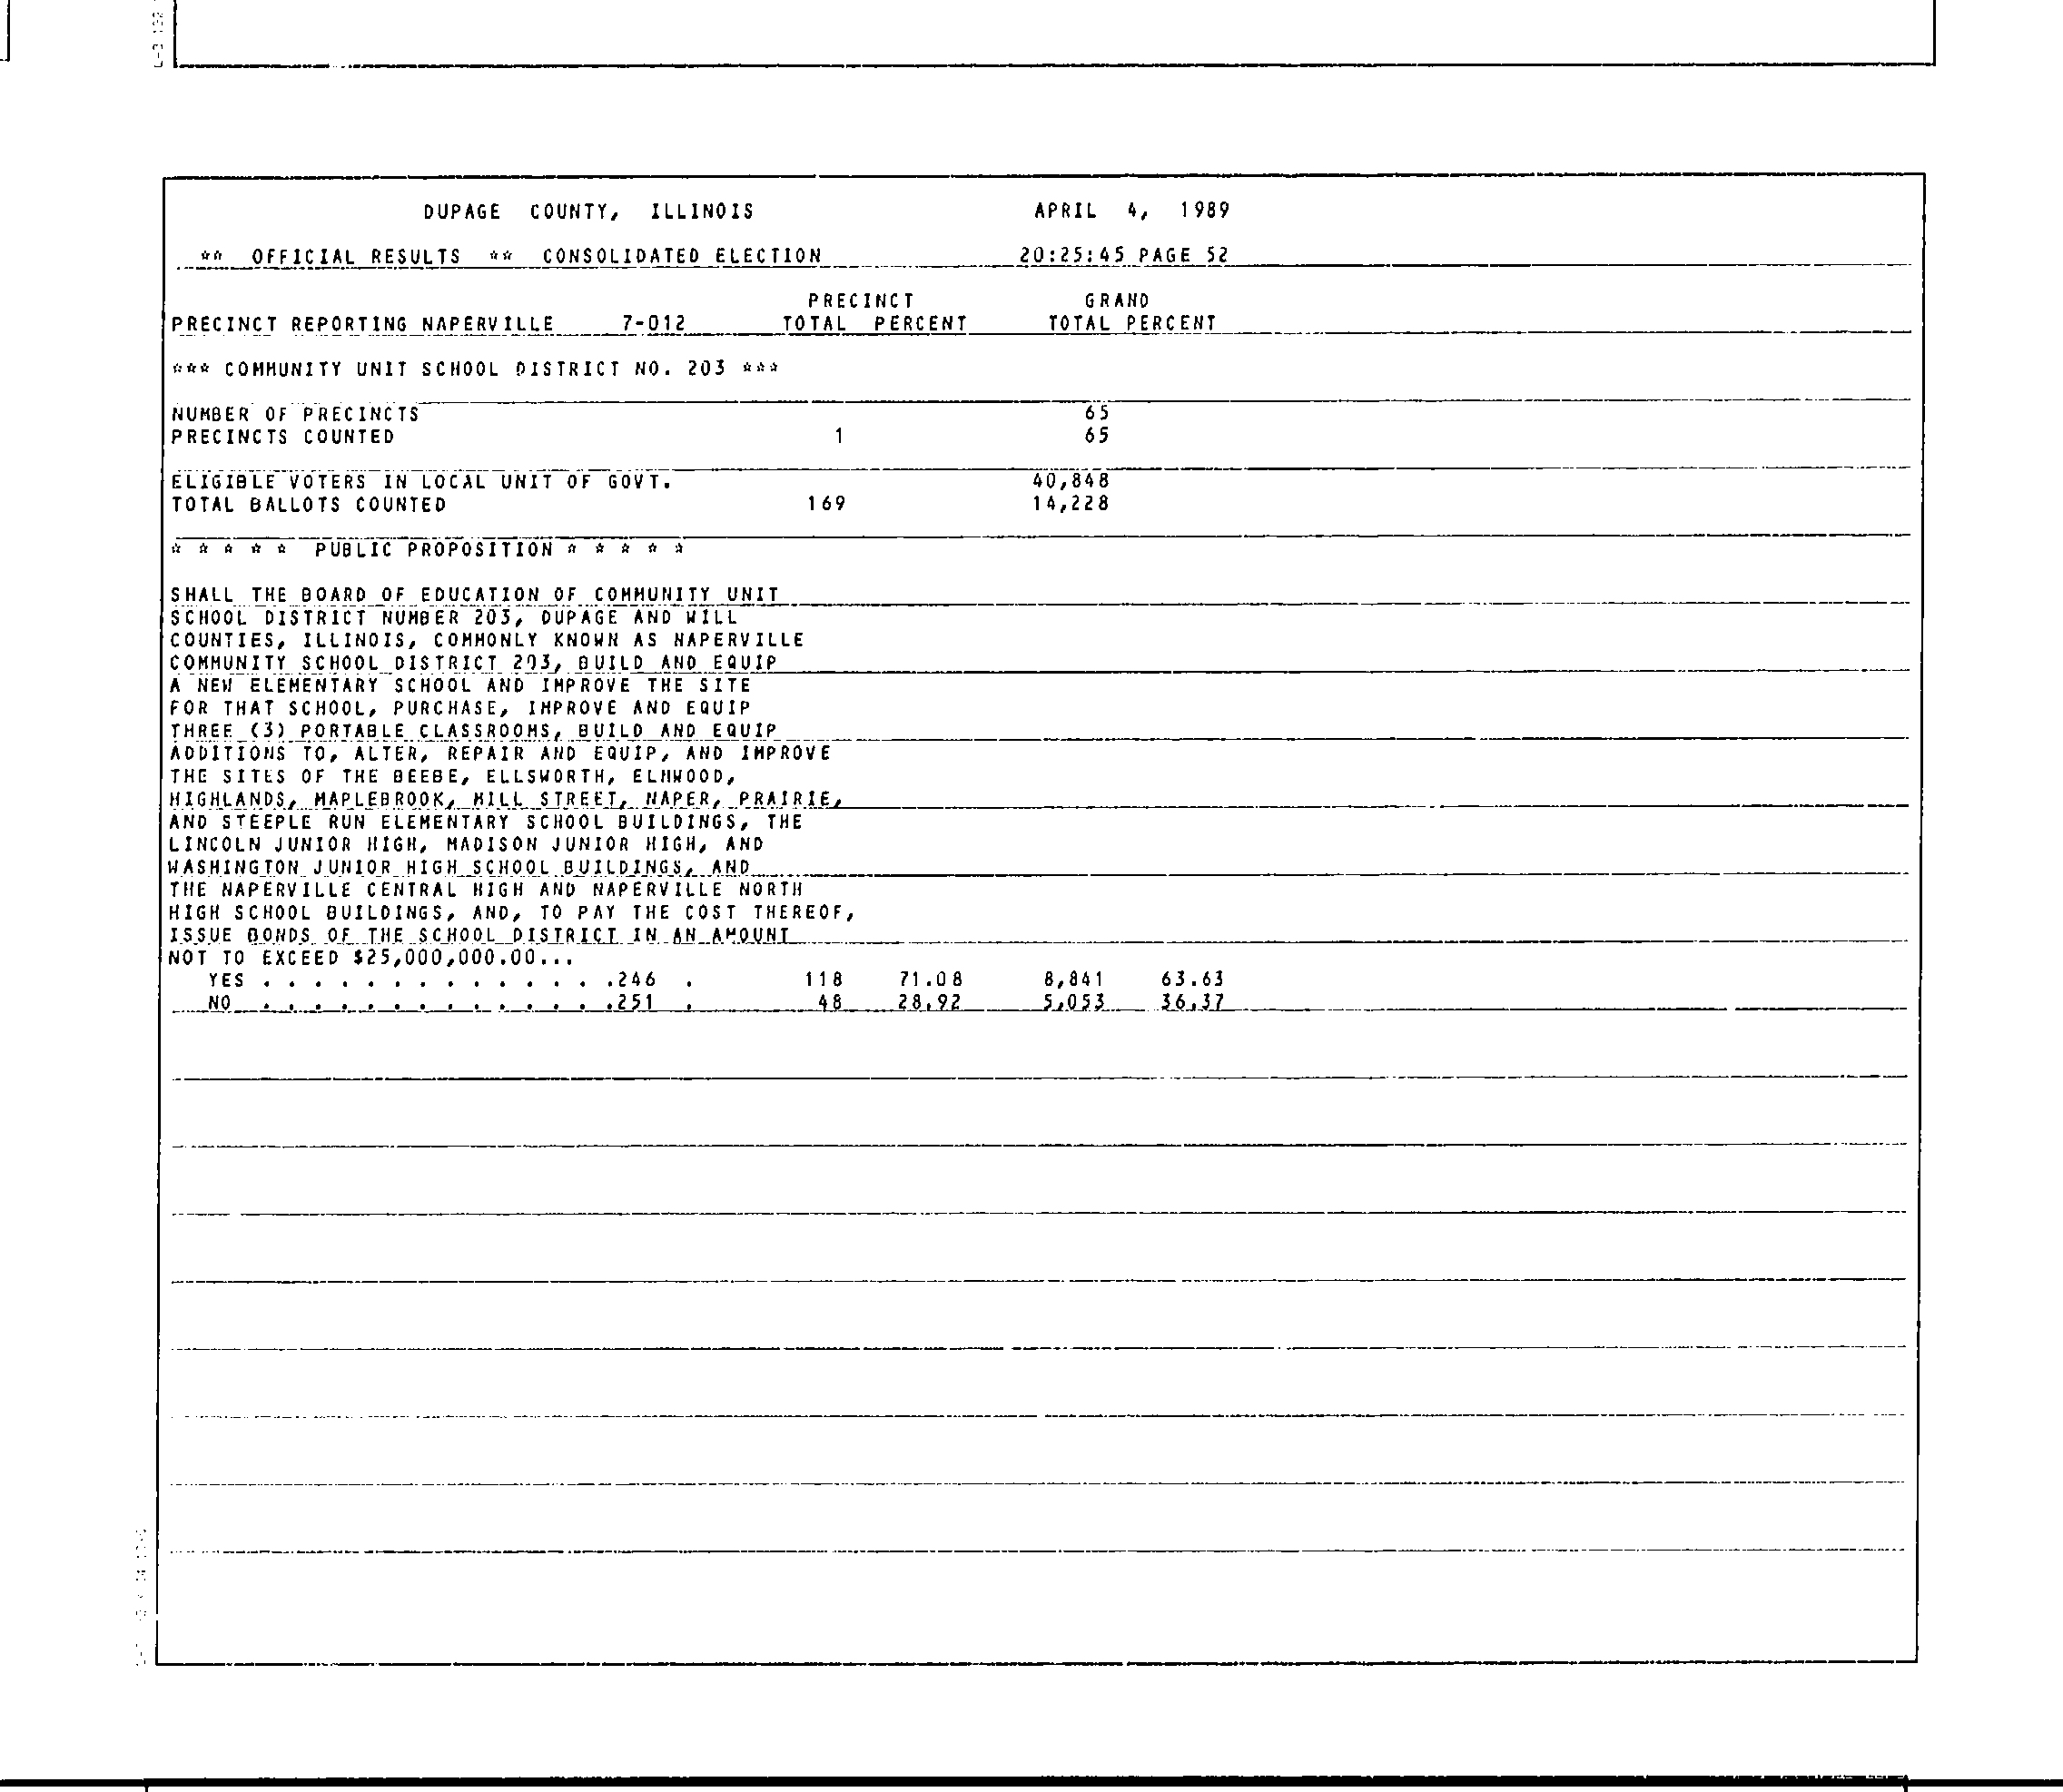 DUPAGE COUNTY, ILLINOIS APRIL 4, 1989
** OFFICIAL RESULTS ** CONSOLIDATED ELECTION 20:25:45 PAGE 52
PRECINCT GRAND
PRECINCT REPORTING NAPERVILLE 7-012 TOTAL PERCENT TOTAL PERCENT
*** COMMUNITY UNIT SCHOOL DISTRICT NO. 203 ***
NUMBER OF PRECINCTS 65
PRECINCTS COUNTED 1 65
ELIGIBLE VOTERS IN LOCAL UNIT OF GOVT. 40,848
TOTAL BALLOTS COUNTED 169 14,228
* * * * * PUBLIC PROPOSITION * * * * *
SHALL THE BOARD OF EDUCATION OF COMMUNITY UNIT
SCHOOL DISTRICT NUMBER 203, DUPAGE AND WILL
COUNTIES, ILLINOIS, COMMONLY KNOWN AS NAPERVILLE
COMMUNITY SCHOOL DISTRICT 203, BUILD AND EQUIP
A NEW ELEMENTARY SCHOOL AND IMPROVE THE SITE
FOR THAT SCHOOL, PURCHASE, IMPROVE AND EQUIP
THREE (3) PORTABLE CLASSROOMS, BUILD AND EQUIP
ADDITIONS TO, ALTER, REPAIR AND EQUIP, AND IMPROVE
THE SITES OF THE BEEBE, ELLSWORTH, ELMWOOD,
HIGHLANDS, MAPLEBROOK, MILL STREET, NAPER, PRAIRIE,
AND STEEPLE RUN ELEMENTARY SCHOOL BUILDINGS, THE
LINCOLN JUNIOR HIGH, MADISON JUNIOR HIGH, AND
WASHINGTON JUNIOR HIGH SCHOOL BUILDINGS, AND
THE NAPERVILLE CENTRAL HIGH AND NAPERVILLE NORTH
HIGH SCHOOL BUILDINGS, AND, TO PAY THE COST THEREOF,
ISSUE BONDS OF THE SCHOOL DISTRICT IN AN AMOUNT
NOT TO EXCEED $25,000,000.00...
YES . . . . . . . . . . . . . .246 . 118 71.08 8,841 63.63
NO . . . . . . . . . . . . . .251 . 48 28.92 5,053 36.37